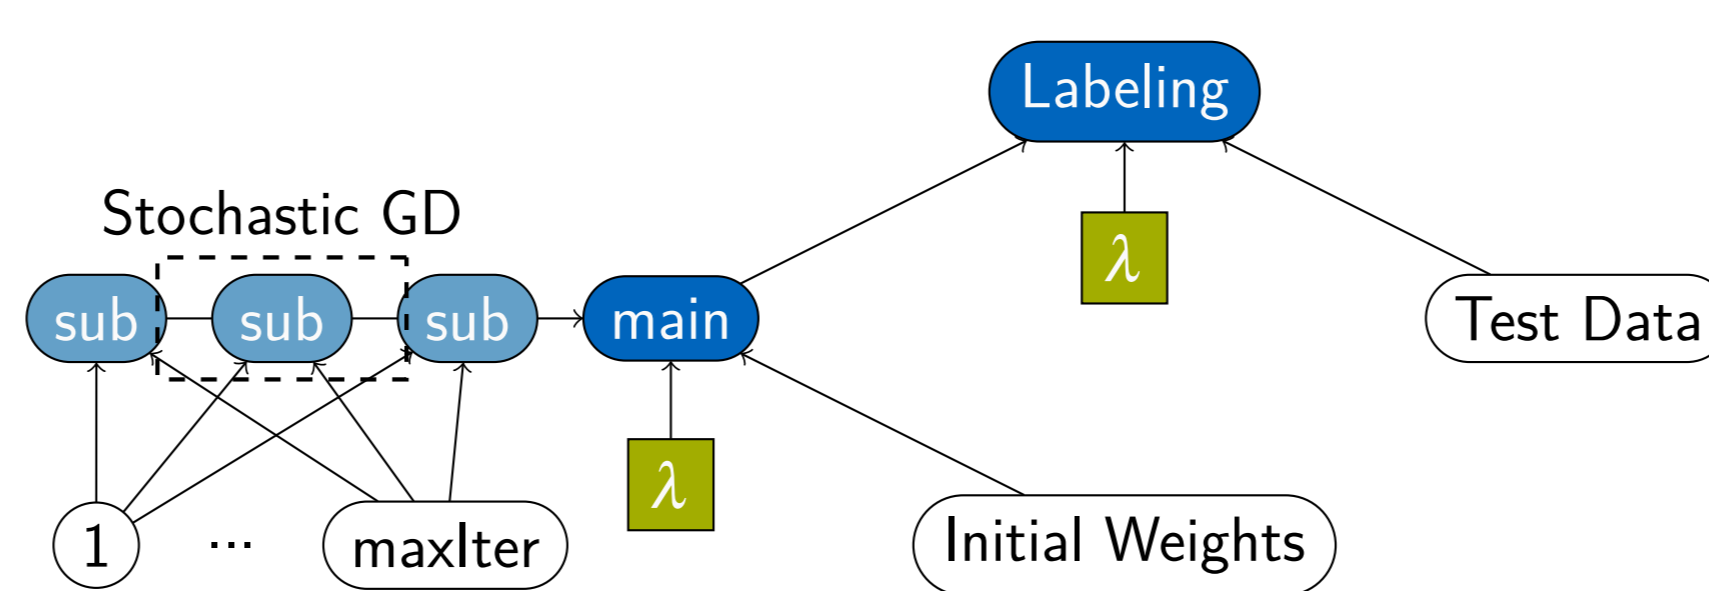 Labeling
Stochastic GD
λ
sub sub sub main Test Data
λ
1 ... maxIter Initial Weights